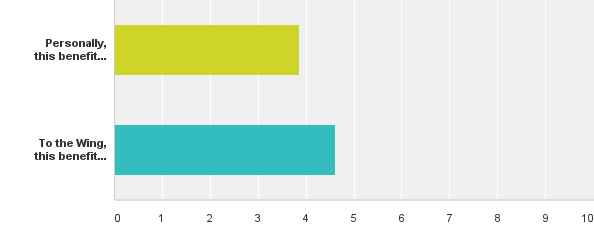 Personally,
this benefit...
To the Wing,
this benefit...
0 1 2 3 4 5 6 7 8 9 10